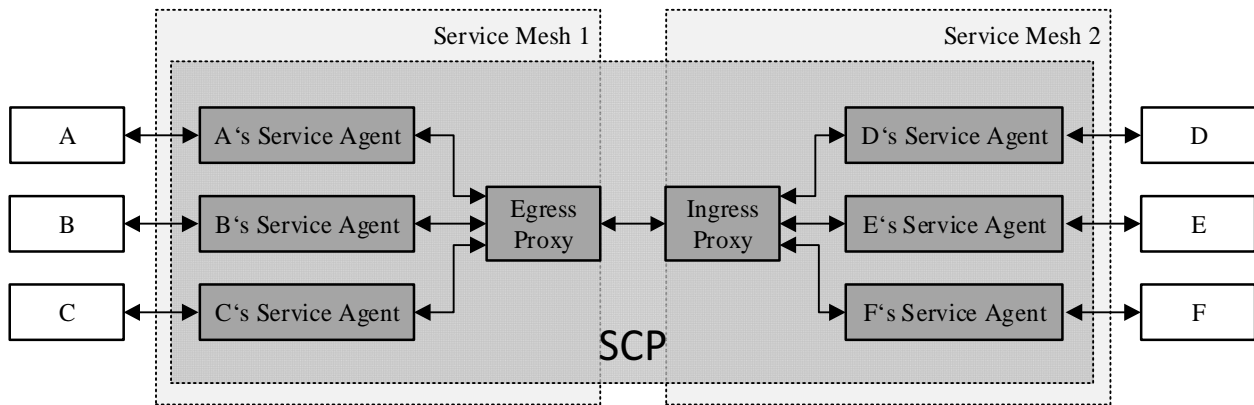 Service Mesh 1
Service Mesh 2
A
A‘s Service Agent
D‘s Service Agent
D
B
B‘s Service Agent
Egress
Proxy
Ingress
Proxy
E‘s Service Agent
E
C
C‘s Service Agent
F‘s Service Agent
F
SCP